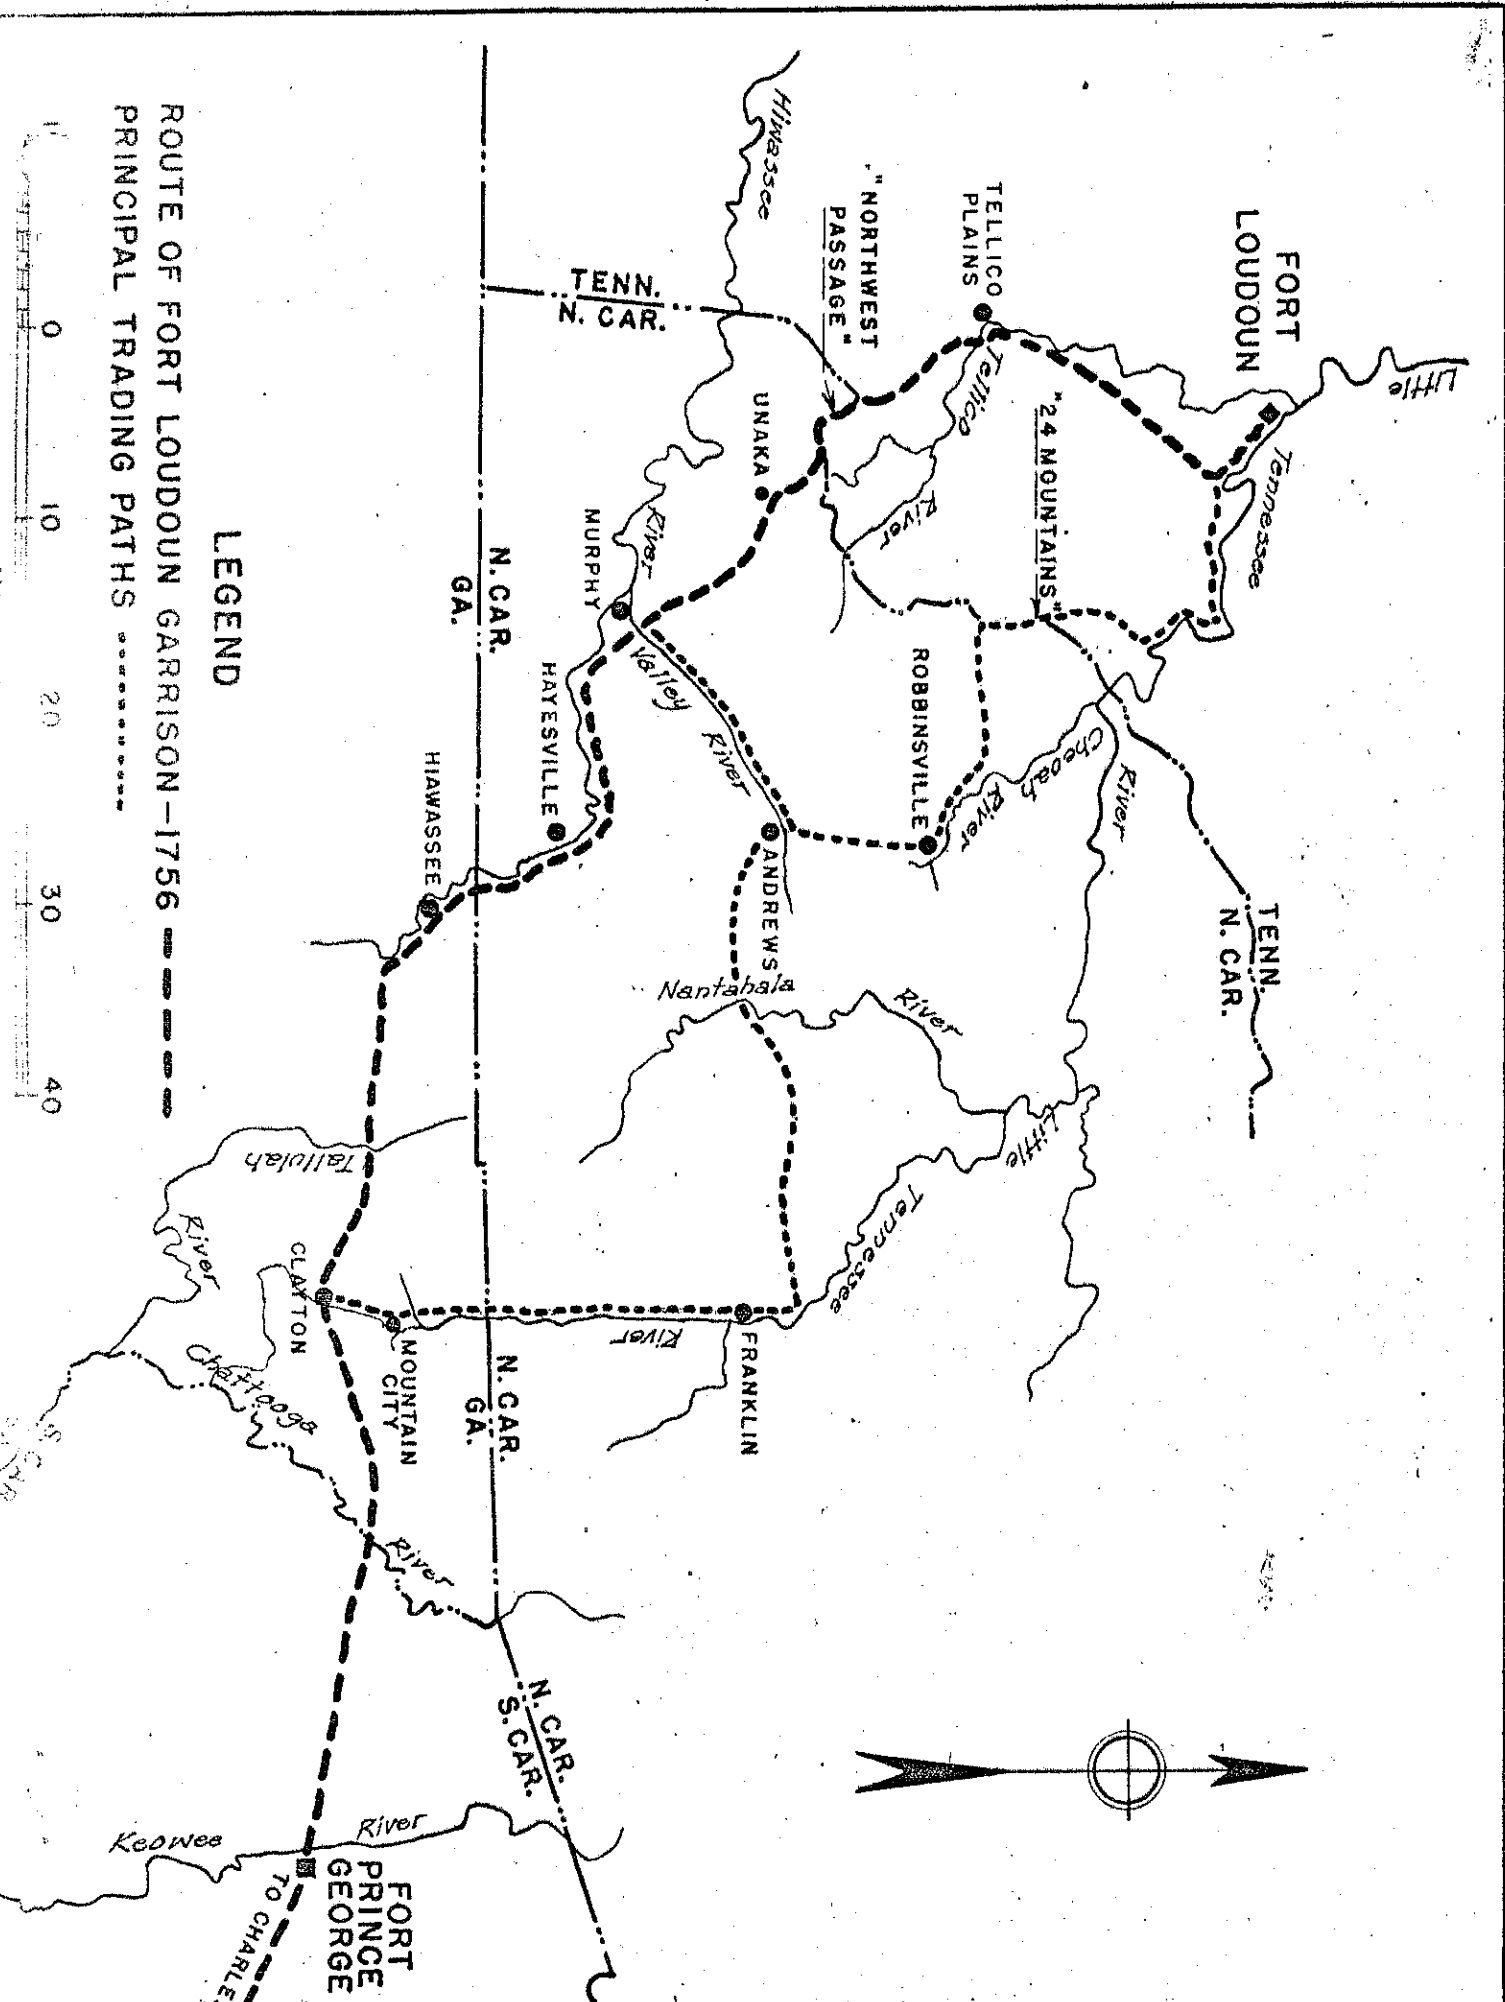 FORT
LOUDOUN
Little
Tennessee
TELLICO
PLAINS
Tellico
River
"24 MOUNTAINS"
"NORTHWEST
PASSAGE"
Hiwassee
River
TENN.
N. CAR.
UNAKA
MURPHY
Valley
River
ROBBINSVILLE
Cheoah
River
River
TENN.
N. CAR.
ANDREWS
Nantahala
River
Little
Tennessee
River
FRANKLIN
HAYESVILLE
HIAWASSEE
N. CAR.
GA.
N. CAR.
GA.
MOUNTAIN
CITY
CLAYTON
Tallulah
River
Chattooga
River
N. CAR.
S. CAR.
Keowee
River
FORT
PRINCE
GEORGE
TO CHARLES
LEGEND
ROUTE OF FORT LOUDOUN GARRISON-1756
PRINCIPAL TRADING PATHS
0 10 20 30 40